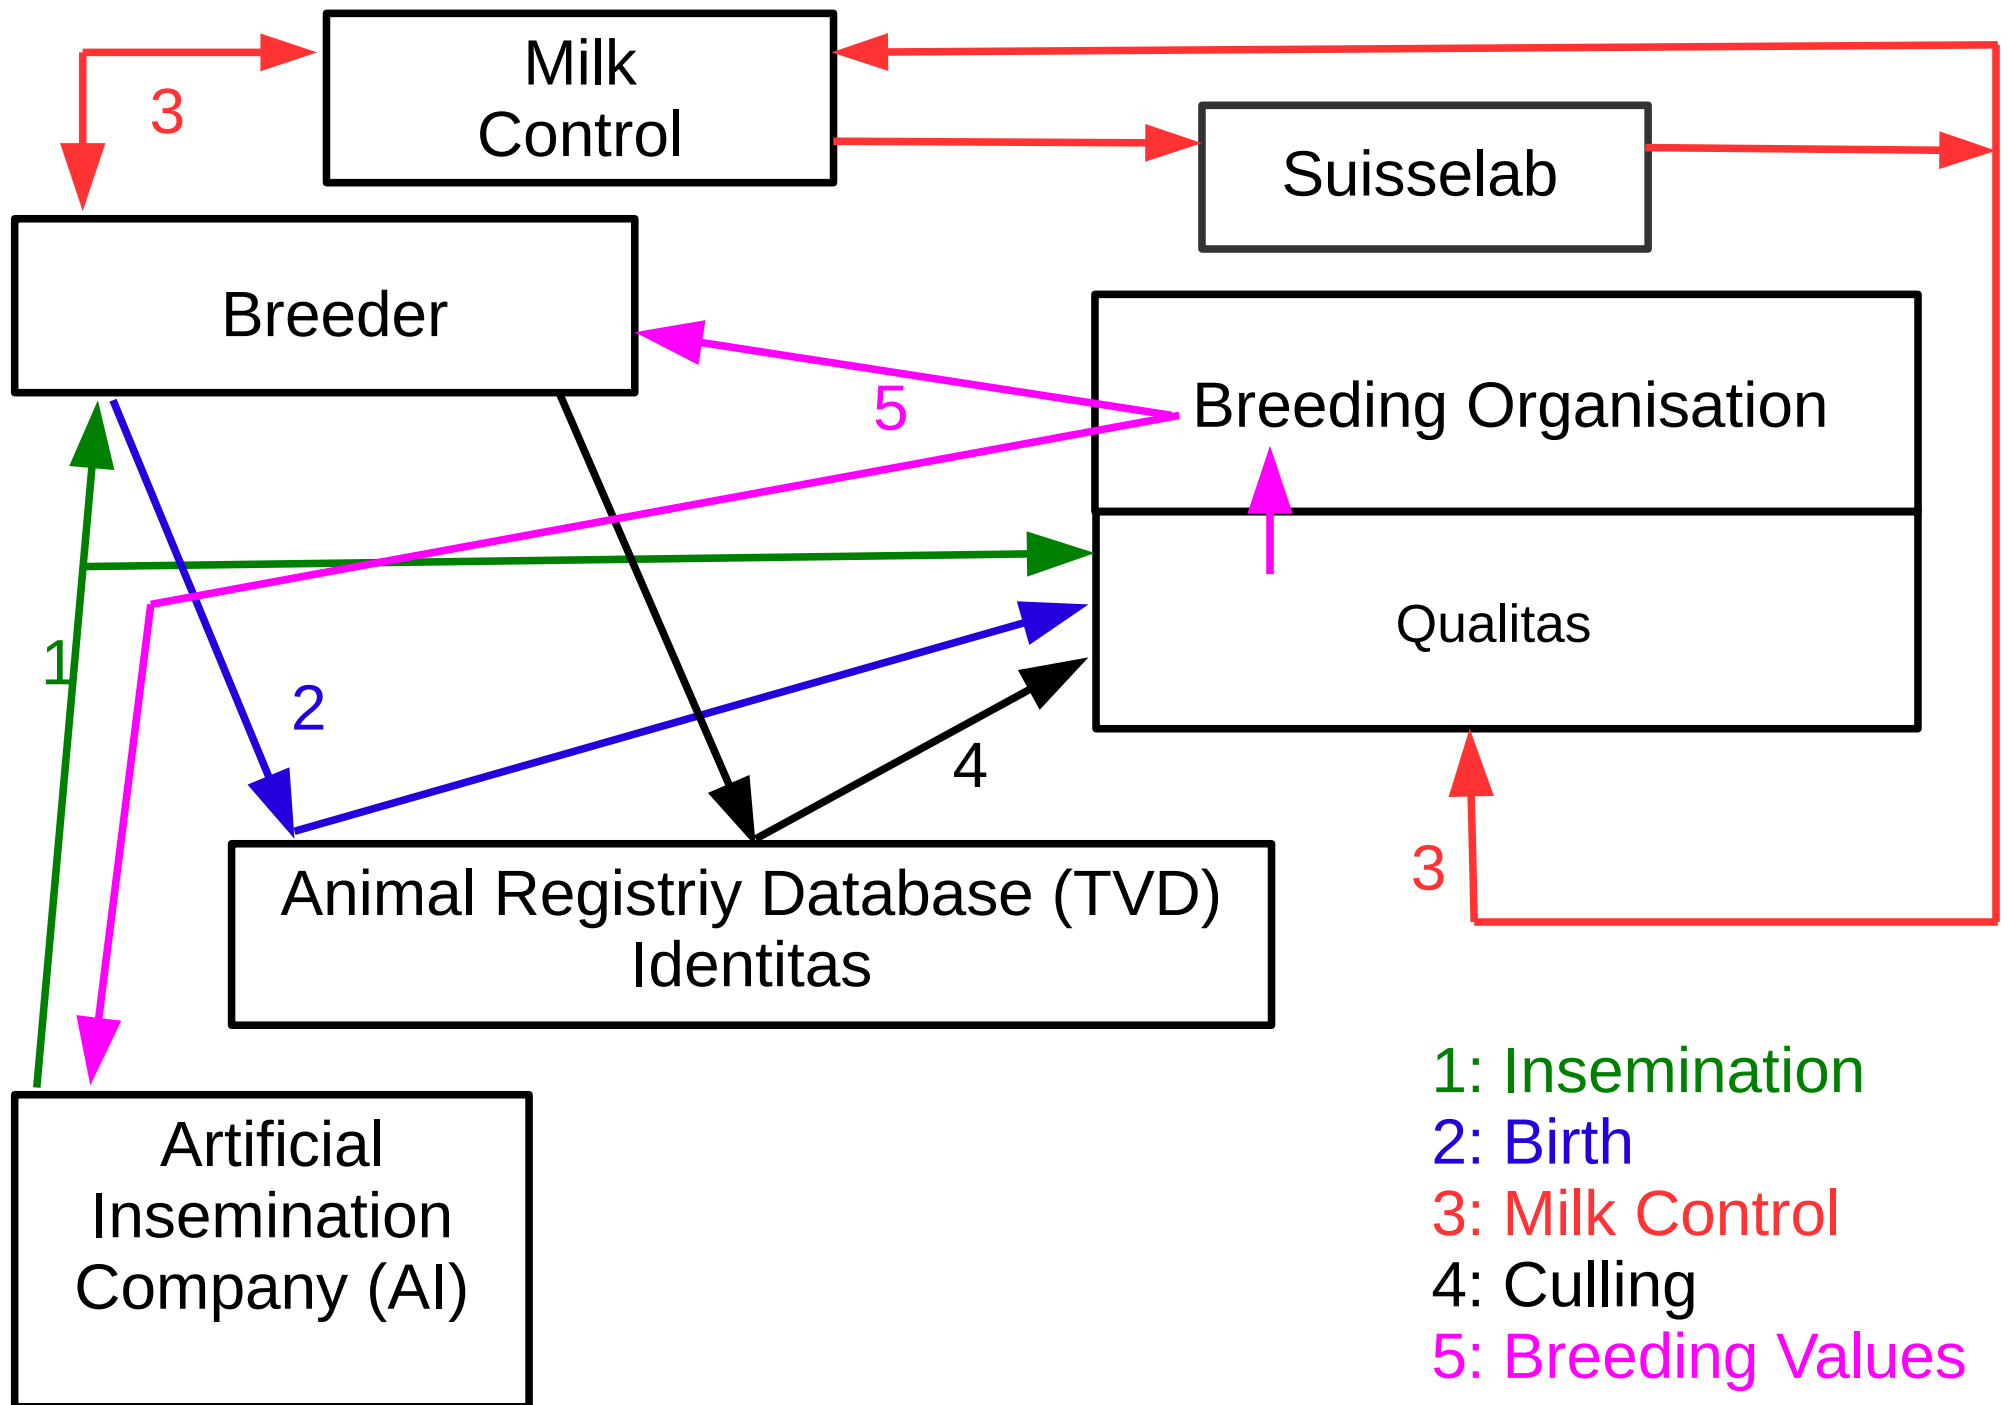 Milk
Control
3
Suisselab
Breeder
Breeding Organisation
5
Qualitas
1
2
4
3
Animal Registriy Database (TVD)
Identitas
Artificial
Insemination
Company (AI)
1: Insemination
2: Birth
3: Milk Control
4: Culling
5: Breeding Values